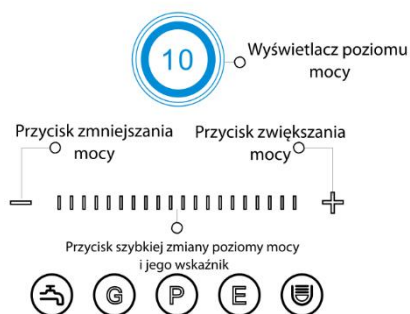 10
Wyświetlacz poziomu
mocy
Przycisk zmniejszania
mocy
Przycisk zwiększania
mocy
Przycisk szybkiej zmiany poziomy mocy
i jego wskaźnik
G P E